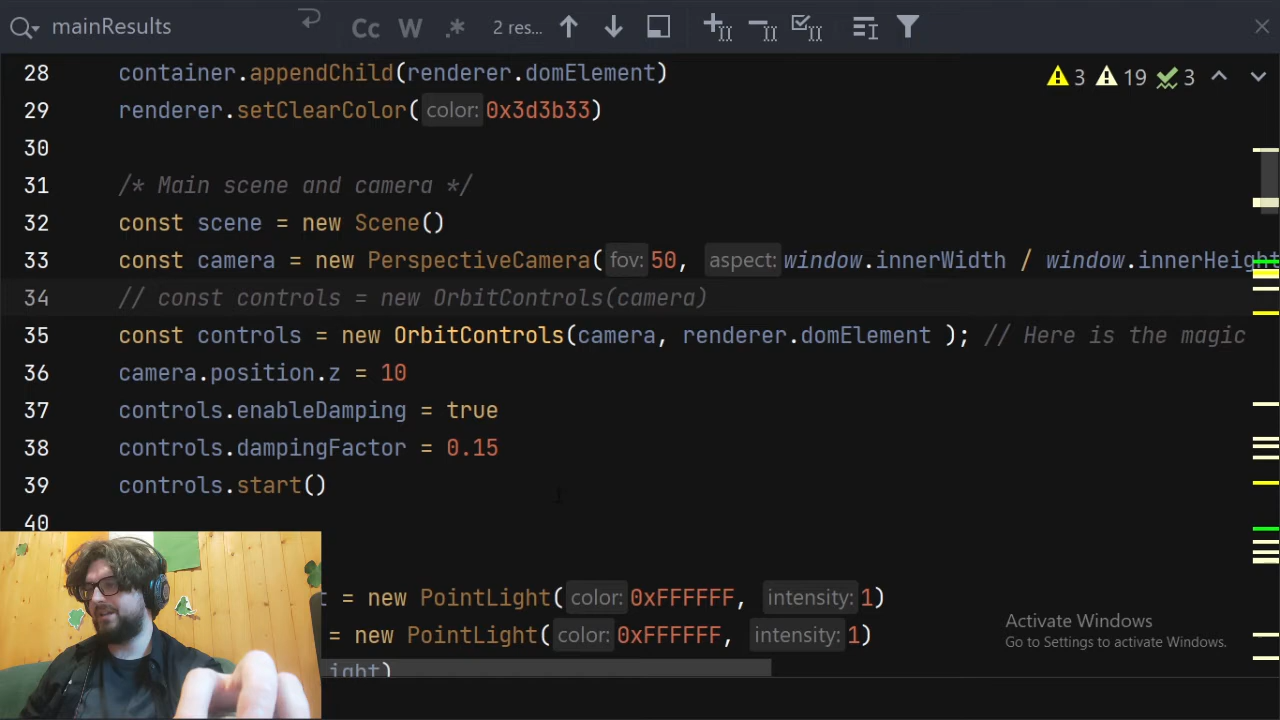 mainResults Cc W .* 2 res...
3 19 3
28 container.appendChild(renderer.domElement)
29 renderer.setClearColor( color: 0x3d3b33)
30
31 /* Main scene and camera */
32 const scene = new Scene()
33 const camera = new PerspectiveCamera( fov: 50, aspect: window.innerWidth / window.innerHeight
34 // const controls = new OrbitControls(camera)
35 const controls = new OrbitControls(camera, renderer.domElement ); // Here is the magic
36 camera.position.z = 10
37 controls.enableDamping = true
38 controls.dampingFactor = 0.15
39 controls.start()
40
= new PointLight( color: 0xFFFFFF, intensity: 1)
= new PointLight( color: 0xFFFFFF, intensity: 1)
ight)
Activate Windows
Go to Settings to activate Windows.